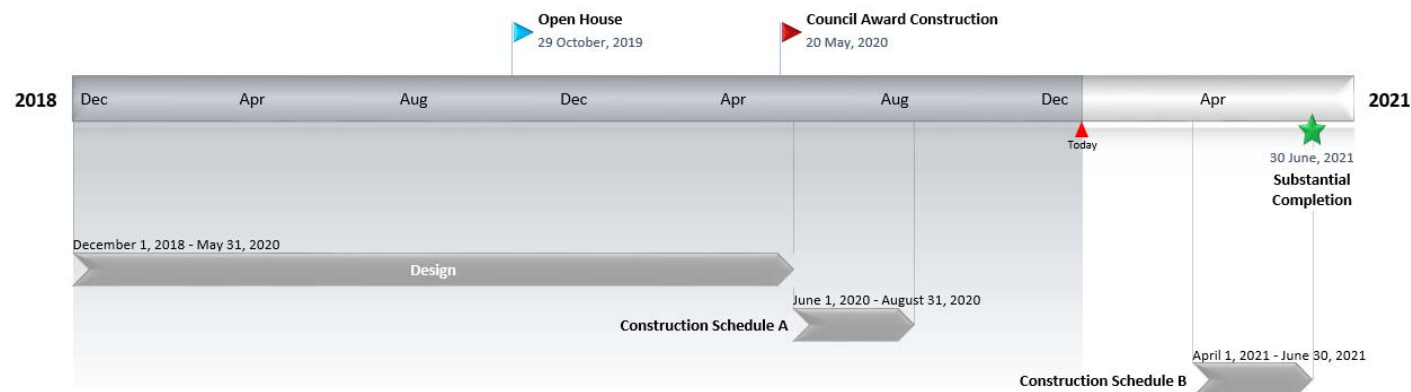 Open House
29 October, 2019
Council Award Construction
20 May, 2020
2018 Dec Apr Aug Dec Apr Aug Dec Apr 2021
Today
30 June, 2021
Substantial
Completion
December 1, 2018 - May 31, 2020
Design
June 1, 2020 - August 31, 2020
Construction Schedule A
April 1, 2021 - June 30, 2021
Construction Schedule B